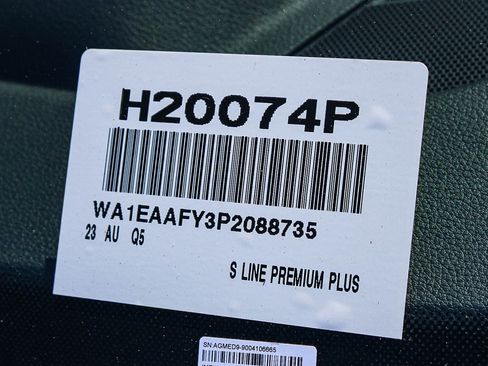 H20074P
WA1EAAFY3P2088735
23 AU Q5
S LINE, PREMIUM PLUS
SN:AGMED9-9004106665